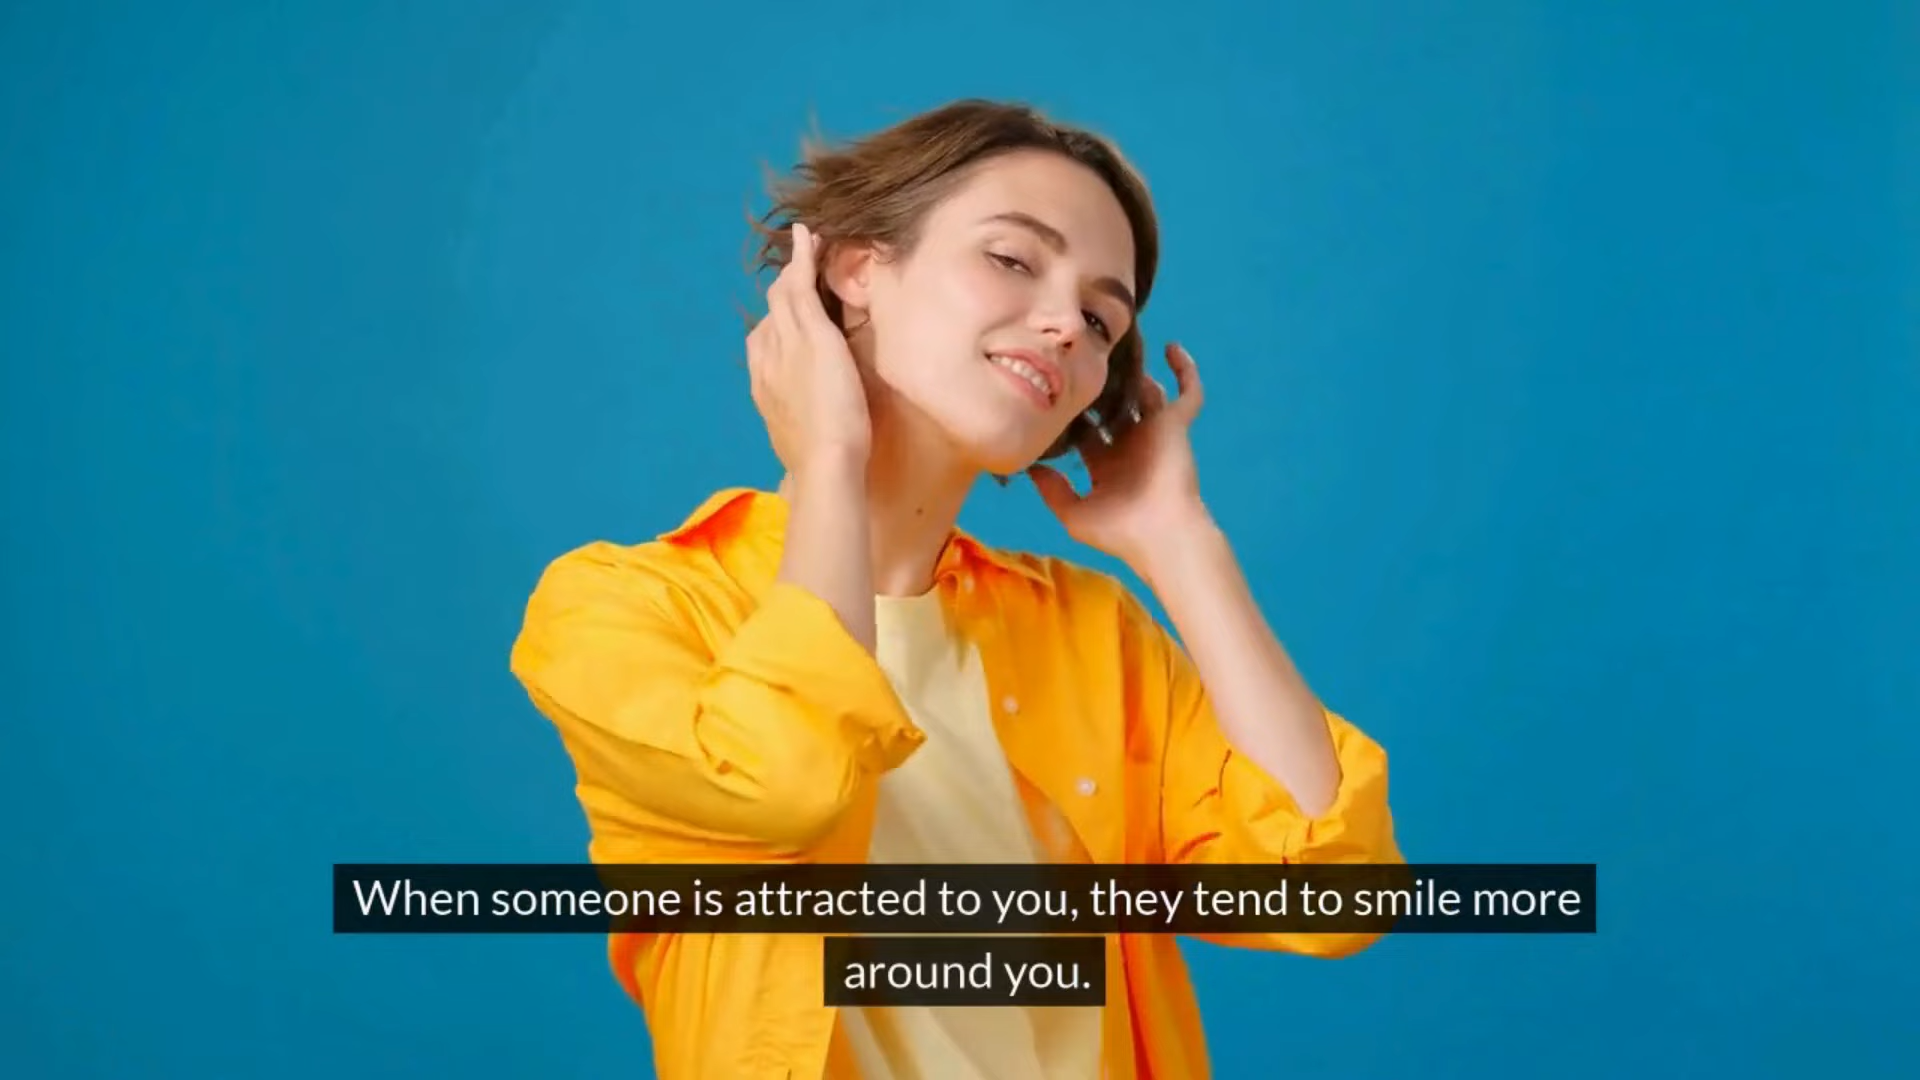 When someone is attracted to you, they tend to smile more
around you.